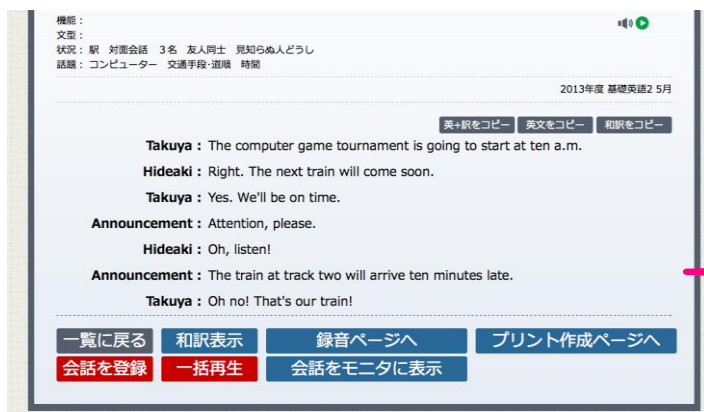 機能：
文型：
状況： 駅 対面会話 3名 友人同士 見知らぬ人どうし
話題： コンピューター 交通手段・道順 時間
2013年度 基礎英語2 5月
英+訳をコピー 英文をコピー 和訳をコピー
Takuya : The computer game tournament is going to start at ten a.m.
Hideaki : Right. The next train will come soon.
Takuya : Yes. We'll be on time.
Announcement : Attention, please.
Hideaki : Oh, listen!
Announcement : The train at track two will arrive ten minutes late.
Takuya : Oh no! That's our train!
一覧に戻る 和訳表示 録音ページへ プリント作成ページへ
会話を登録 一括再生 会話をモニタに表示